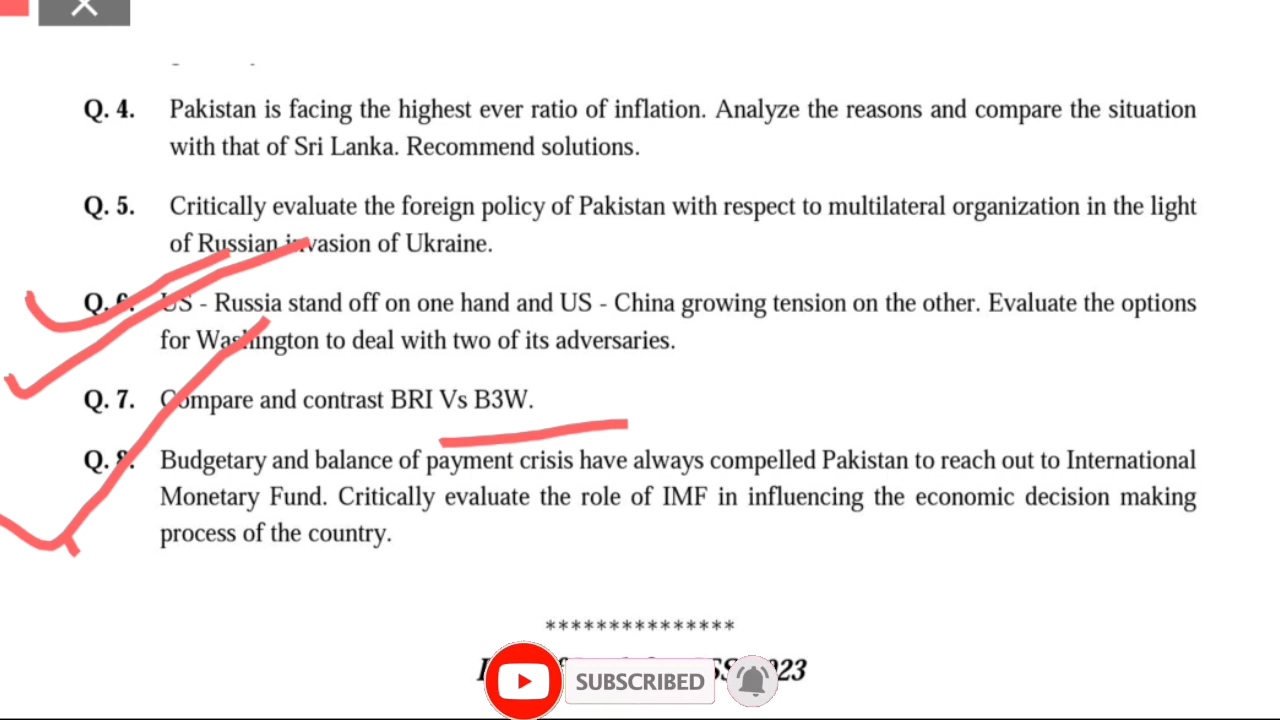 Q. 4. Pakistan is facing the highest ever ratio of inflation. Analyze the reasons and compare the situation
with that of Sri Lanka. Recommend solutions.
Q. 5. Critically evaluate the foreign policy of Pakistan with respect to multilateral organization in the light
of Russian invasion of Ukraine.
Q. 6. US - Russia stand off on one hand and US - China growing tension on the other. Evaluate the options
for Washington to deal with two of its adversaries.
Q. 7. Compare and contrast BRI Vs B3W.
Q. 8. Budgetary and balance of payment crisis have always compelled Pakistan to reach out to International
Monetary Fund. Critically evaluate the role of IMF in influencing the economic decision making
process of the country.
***************
SUBSCRIBED